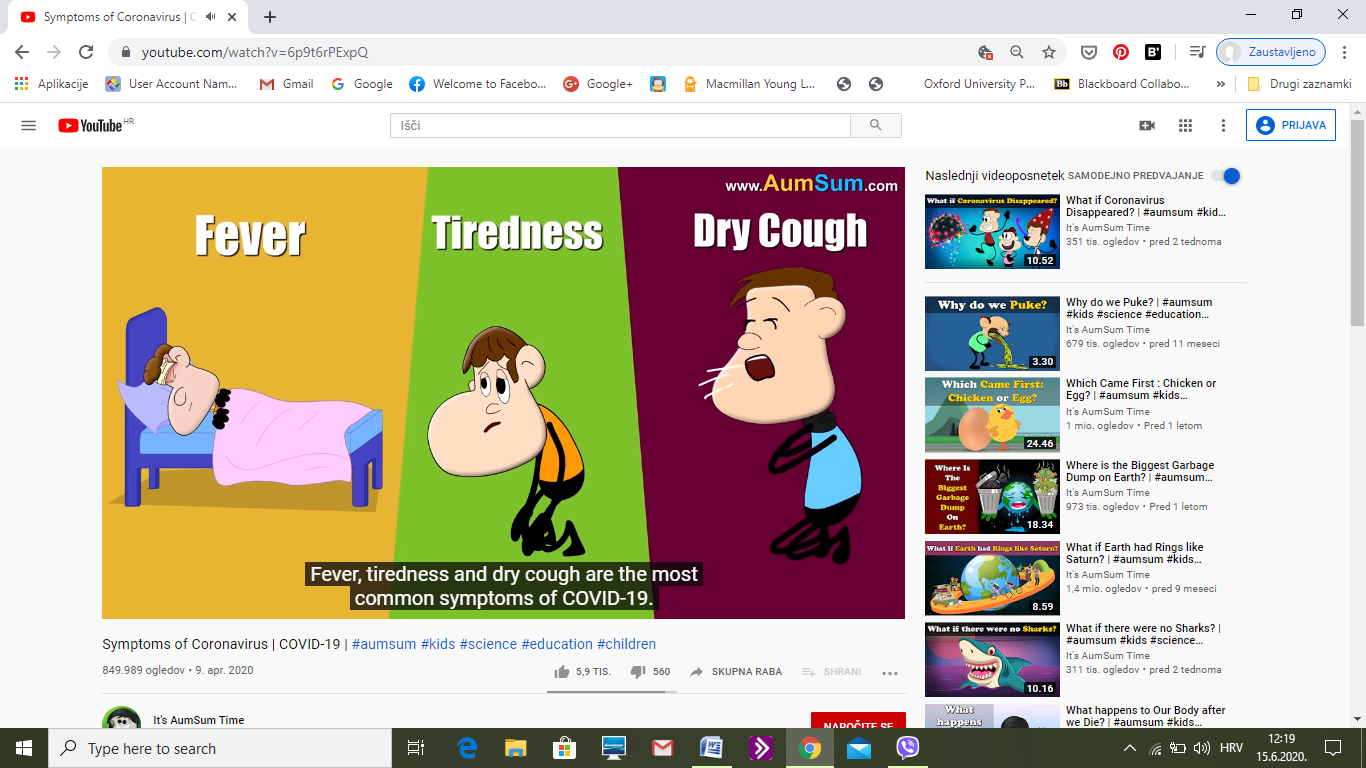 Symptoms of Coronavirus | C
youtube.com/watch?v=6p9t6rPExpQ
Zaustavljeno
Aplikacije
User Account Nam...
Gmail
Google
Welcome to Facebo...
Google+
Macmillan Young L...
Oxford University P...
Bb
Blackboard Collabo...
»
Drugi zaznamki
YouTube HR
Išči
PRIJAVA
www.AumSum.com
Fever
Tiredness
Dry Cough
Fever, tiredness and dry cough are the most
common symptoms of COVID-19.
Symptoms of Coronavirus | COVID-19 | #aumsum #kids #science #education #children
849.989 ogledov • 9. apr. 2020
5,9 TIS.
560
SKUPNA RABA
SHRANI
It's AumSum Time
NAROČITE SE
Naslednji videoposnetek
SAMODEJNO PREDVAJANJE
What if Coronavirus Disappeared?
10.52
What if Coronavirus
Disappeared? | #aumsum #kid...
It's AumSum Time
351 tis. ogledov • pred 2 tednoma
Why do we Puke?
3.30
Why do we Puke? | #aumsum
#kids #science #education...
It's AumSum Time
679 tis. ogledov • pred 11 meseci
Which Came First:
Chicken or Egg?
24.46
Which Came First : Chicken or
Egg? | #aumsum #kids...
It's AumSum Time
1 mio. ogledov • Pred 1 letom
Where Is
The
Biggest
Garbage
Dump
On
Earth?
18.34
Where is the Biggest Garbage
Dump on Earth? | #aumsum...
It's AumSum Time
973 tis. ogledov • Pred 1 letom
What if Earth had Rings like Saturn?
8.59
What if Earth had Rings like
Saturn? | #aumsum #kids...
It's AumSum Time
1,4 mio. ogledov • pred 9 meseci
What if there were no Sharks?
10.16
What if there were no Sharks? |
#aumsum #kids #science...
It's AumSum Time
311 tis. ogledov • pred 2 tednoma
What
happens
What happens to Our Body after
we Die? | #aumsum #kids...
Type here to search
HRV
12:19
15.6.2020.